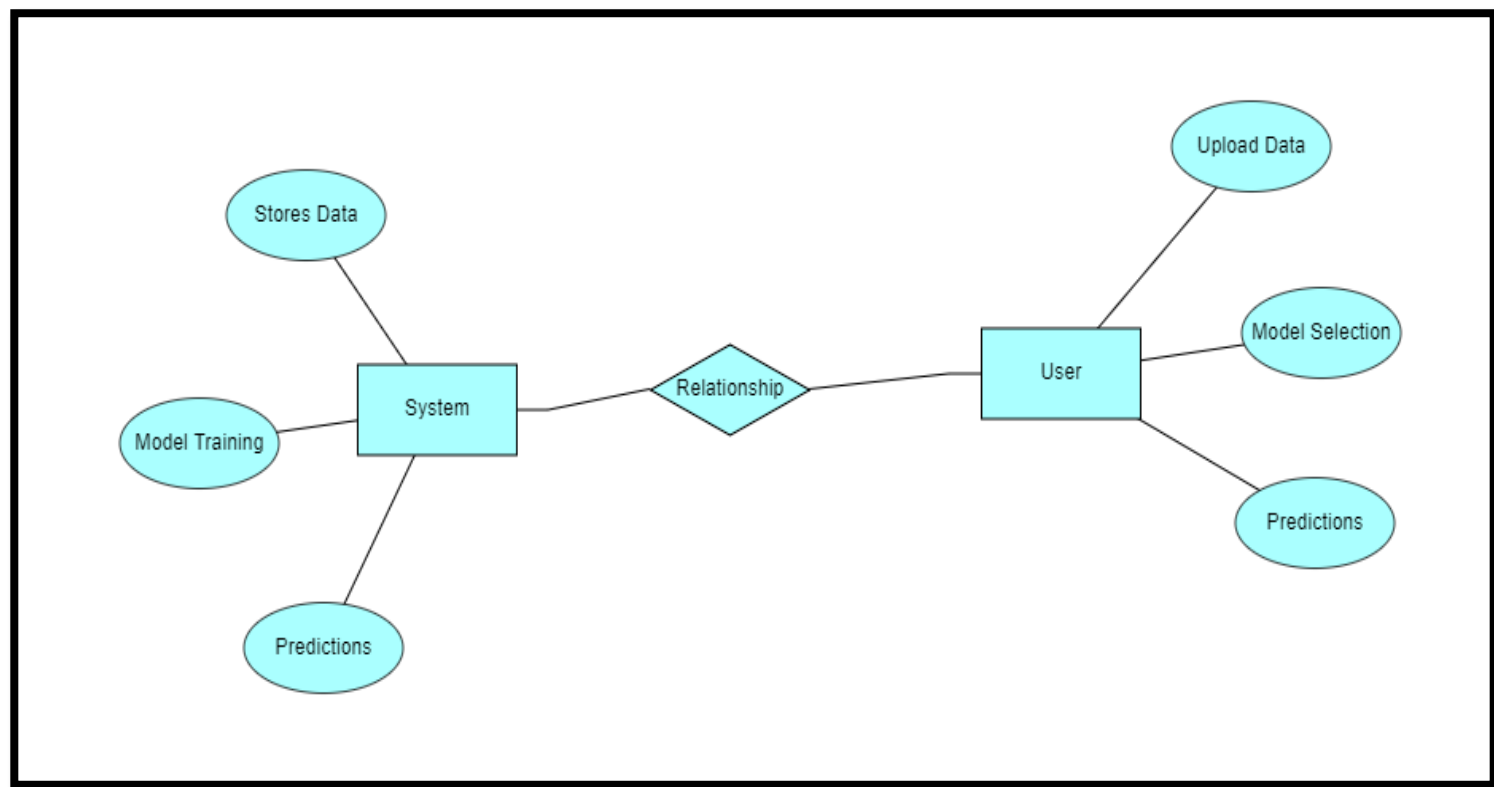 Upload Data
Stores Data
Model Selection
User
Relationship
System
Model Training
Predictions
Predictions